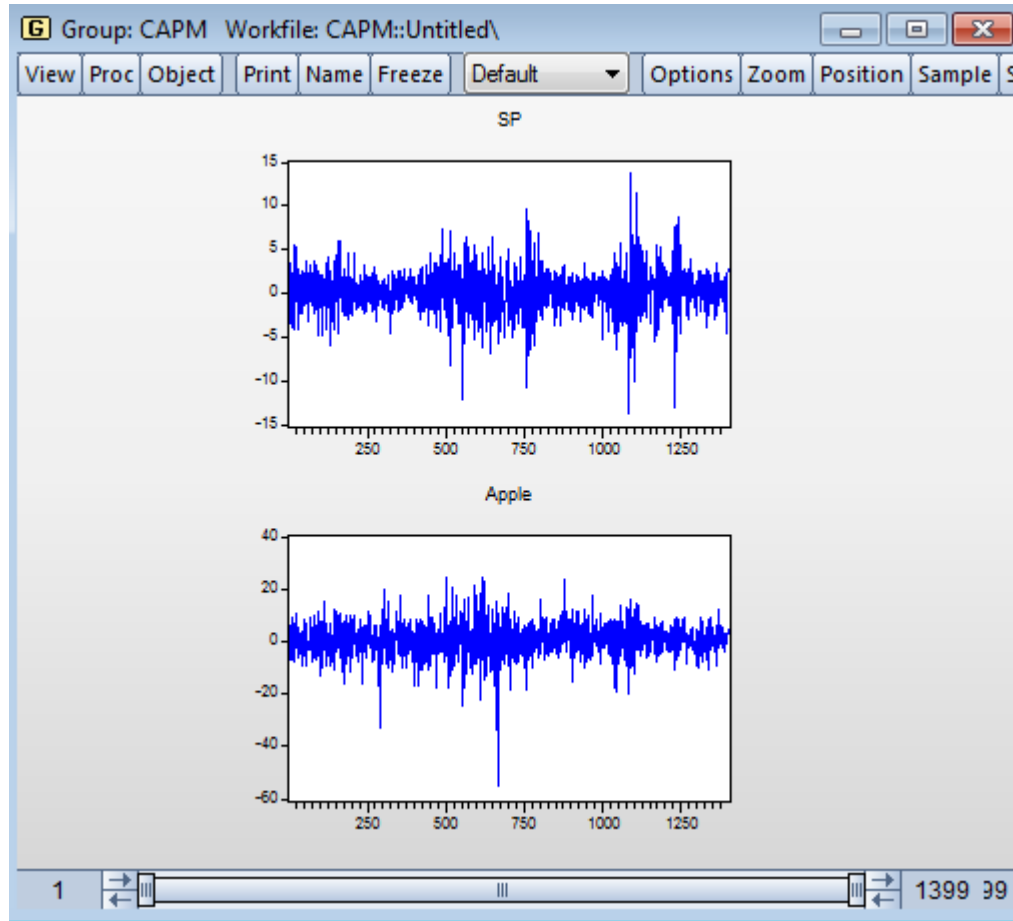 G Group: CAPM Workfile: CAPM::Untitled\
View Proc Object Print Name Freeze Default Options Zoom Position Sample S
SP
15
10
5
0
-5
-10
-15
250 500 750 1000 1250
Apple
40
20
0
-20
-40
-60
250 500 750 1000 1250
1 1399 99